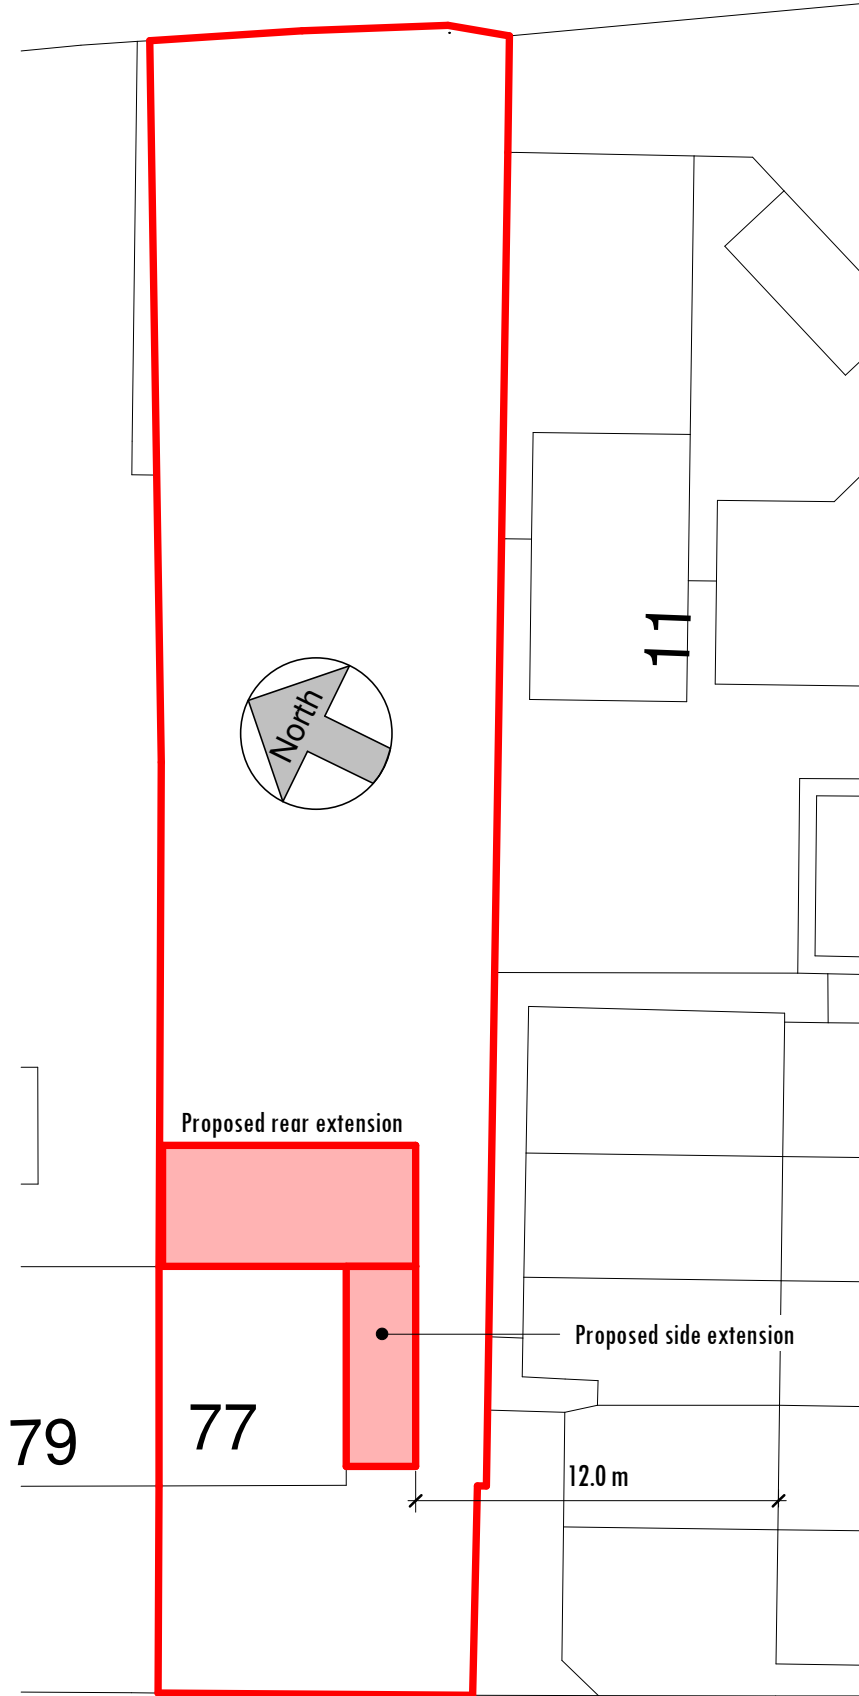 11
North
Proposed rear extension
Proposed side extension
77
79
12.0 m